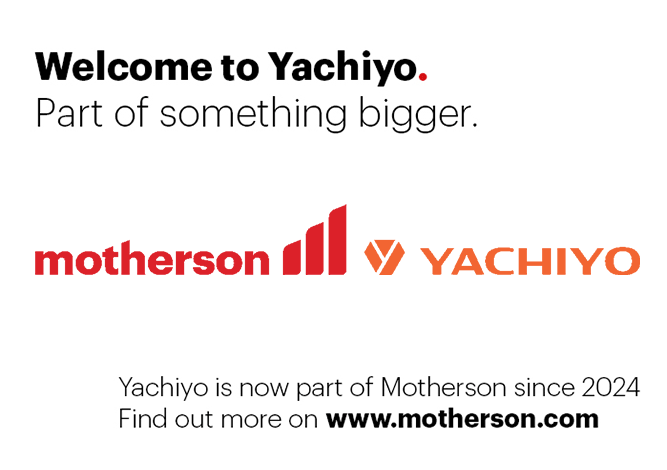 Welcome to Yachiyo.
Part of something bigger.
motherson YACHIYO
Yachiyo is now part of Motherson since 2024
Find out more on www.motherson.com